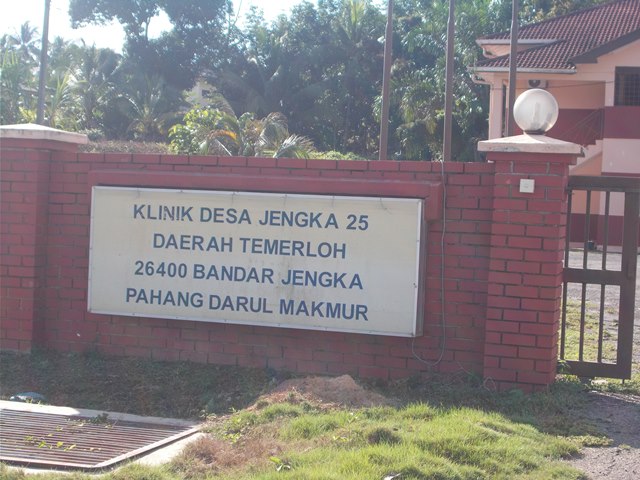 KLINIK DESA JENGKA 25
DAERAH TEMERLOH
26400 BANDAR JENGKA
PAHANG DARUL MAKMUR